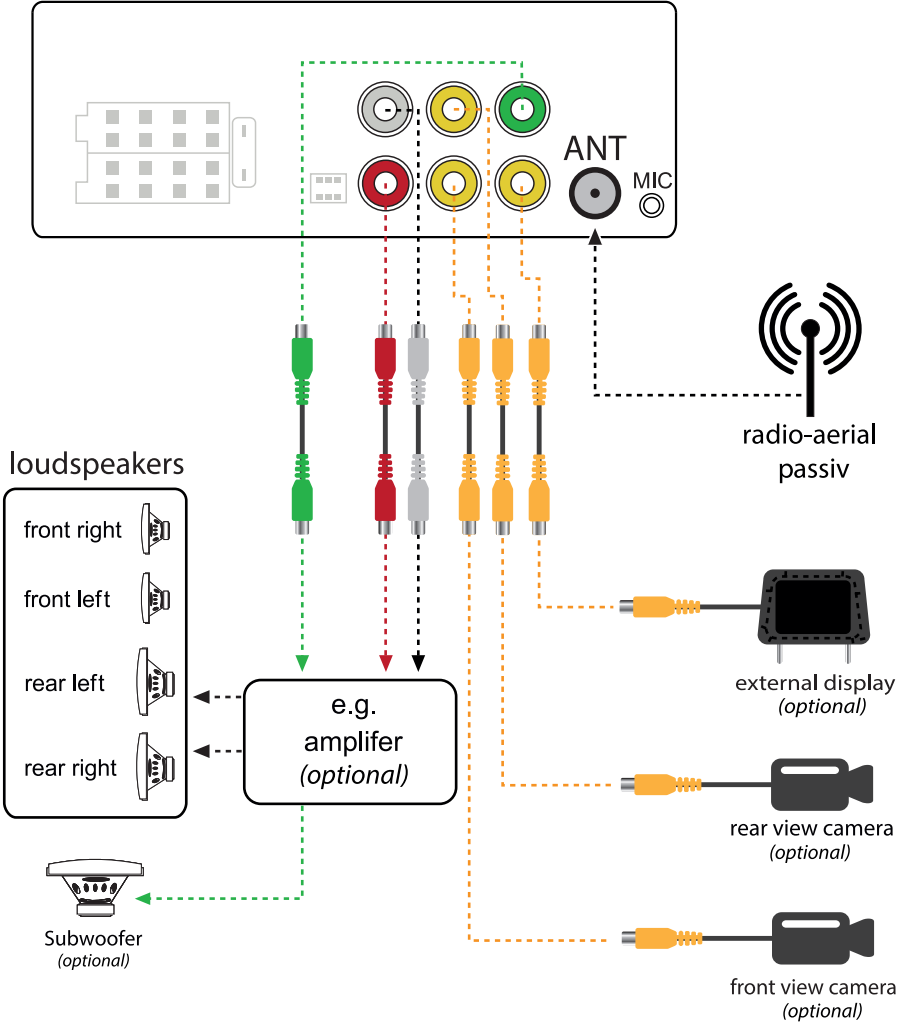 ANT
MIC
radio-aerial
passiv
loudspeakers
front right
front left
rear left
rear right
e.g.
amplifer
(optional)
external display
(optional)
rear view camera
(optional)
Subwoofer
(optional)
front view camera
(optional)